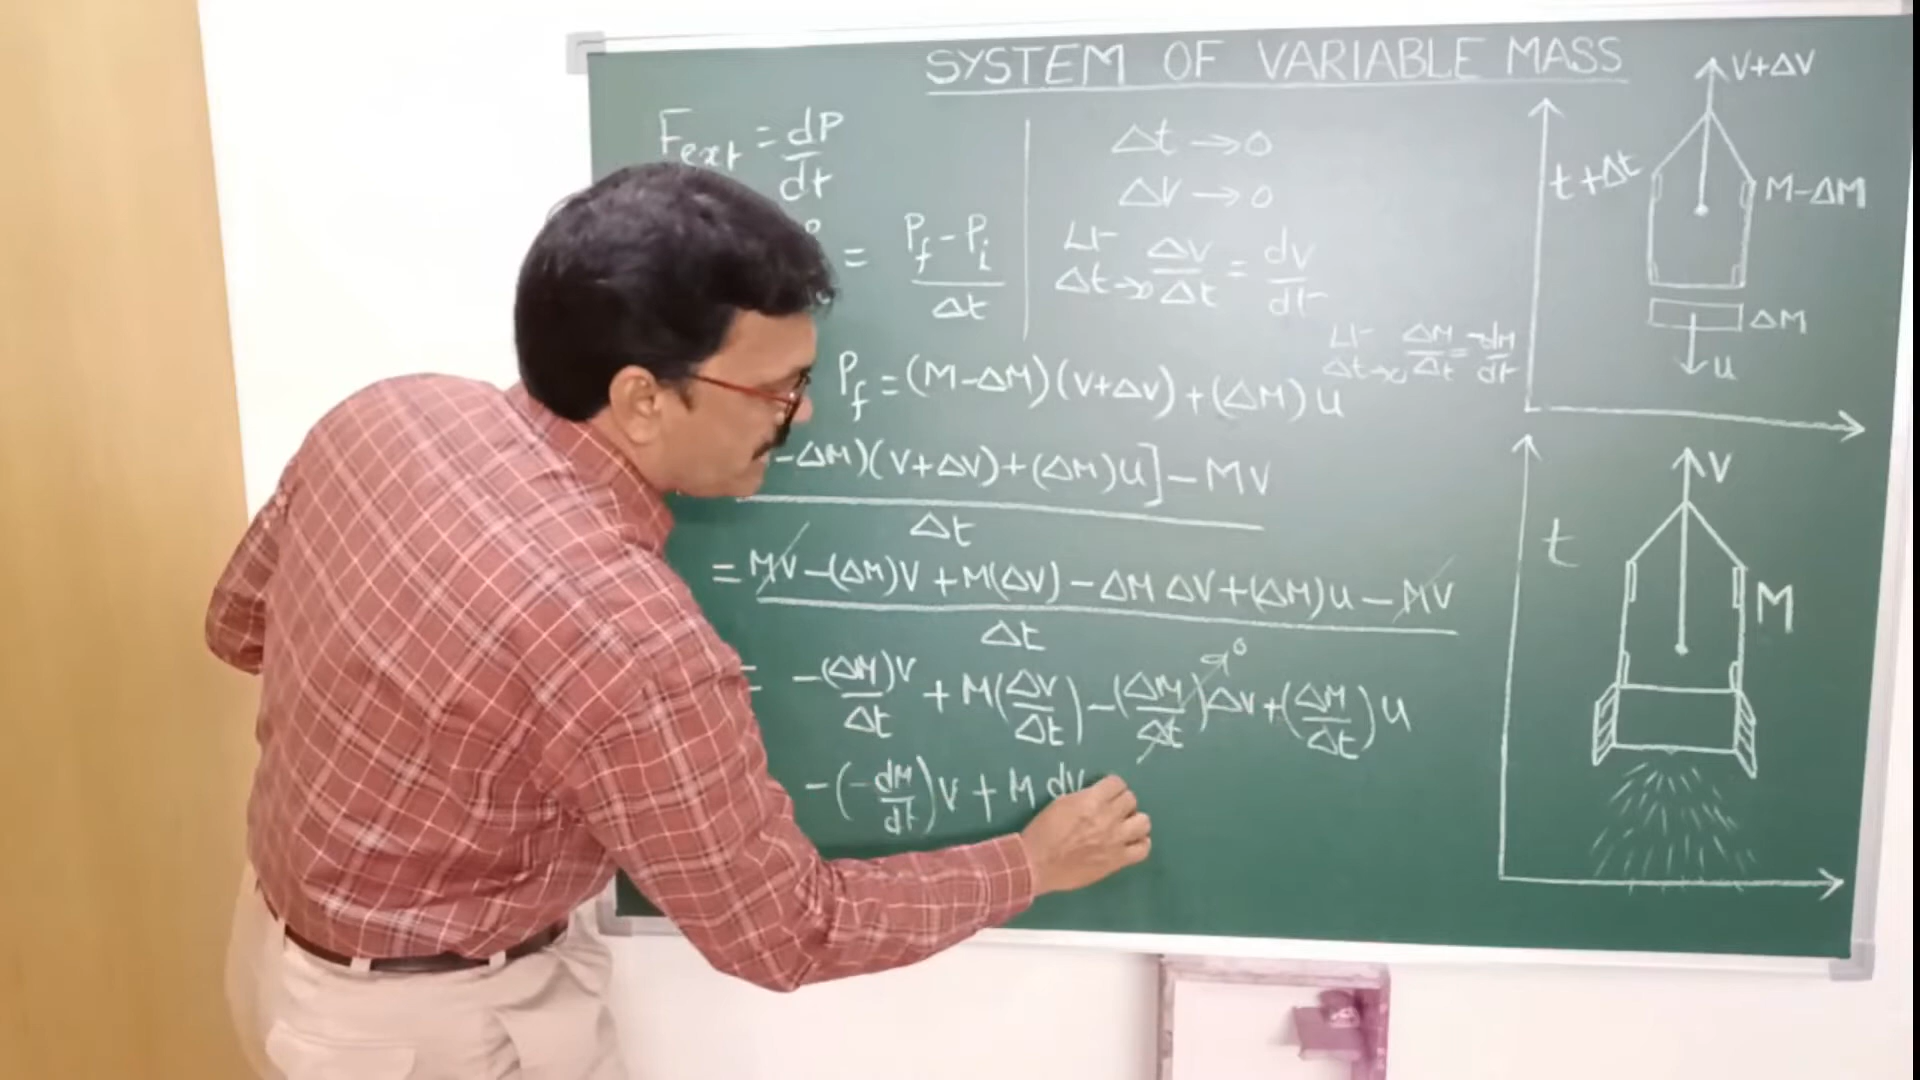 SYSTEM OF VARIABLE MASS
Fext = dP/dt
= Pf - Pi / Δt
Δt → 0
ΔV → 0
Lt Δt→0 ΔV/Δt = dV/dt
Lt Δt→0 ΔM/Δt = -dM/dt
Pf = (M-ΔM)(V+ΔV)+(ΔM)u
-ΔM)(V+ΔV)+(ΔM)u] - MV
Δt
= MV -(ΔM)V + M(ΔV) - ΔM ΔV + (ΔM)u - MV
Δt
= -(ΔM)V/Δt + M(ΔV/Δt) - (ΔM/Δt)ΔV + (ΔM/Δt)u
0
-(-dM/dt)V + M dV
V+ΔV
t+Δt
M-ΔM
ΔM
u
V
t
M